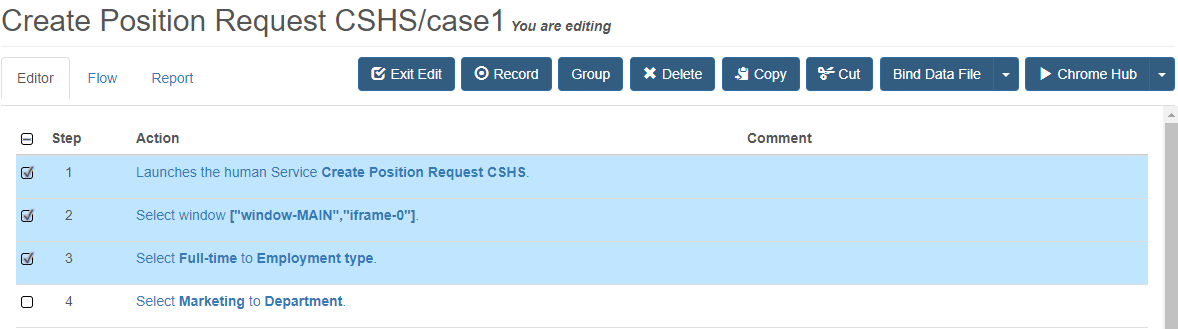 Create Position Request CSHS/case1 You are editing
Editor Flow Report Exit Edit Record Group Delete Copy Cut Bind Data File Chrome Hub
Step Action Comment
1 Launches the human Service Create Position Request CSHS.
2 Select window ["window-MAIN","iframe-0"].
3 Select Full-time to Employment type.
4 Select Marketing to Department.